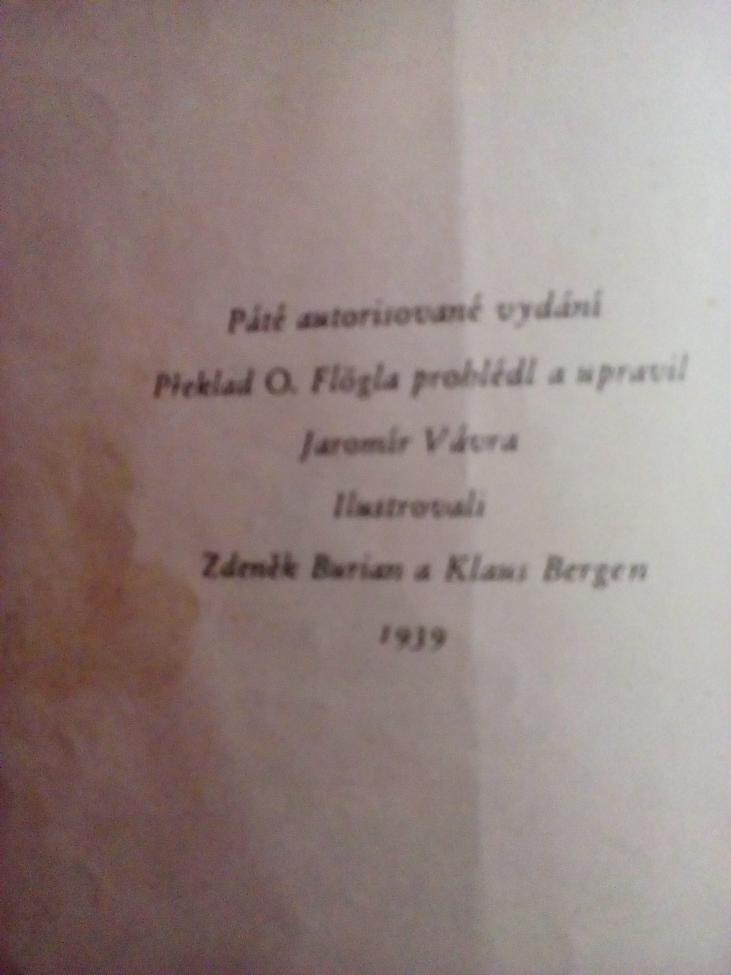 Páté autorisované vydání
Překlad O. Flögla prohlédl a upravil
Jaromír Vávra
Ilustrovali
Zdeněk Burian a Klaus Bergen
1939